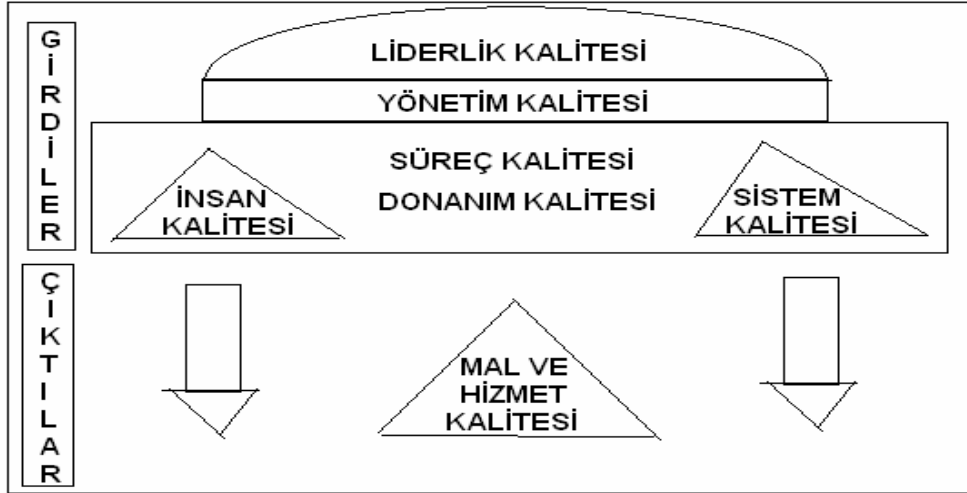 GİRDİLER
LİDERLİK KALİTESİ
YÖNETİM KALİTESİ
SÜREÇ KALİTESİ
DONANIM KALİTESİ
İNSAN
KALİTESİ
SİSTEM
KALİTESİ
ÇIKTILAR
MAL VE
HİZMET
KALİTESİ